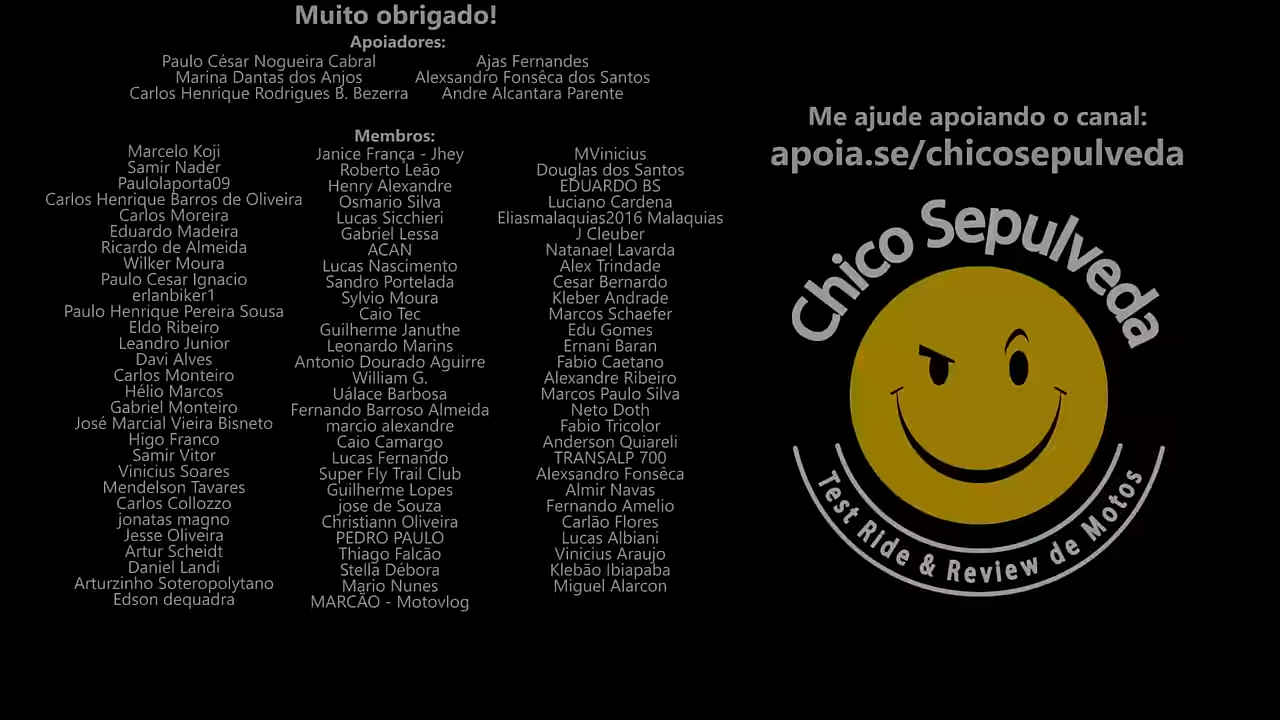 Muito obrigado!
Apoiadores:
Paulo César Nogueira Cabral
Marina Dantas dos Anjos
Carlos Henrique Rodrigues B. Bezerra
Ajas Fernandes
Alexsandro Fonsêca dos Santos
Andre Alcantara Parente
Membros:
Marcelo Koji
Samir Nader
Paulolaporta09
Carlos Henrique Barros de Oliveira
Carlos Moreira
Eduardo Madeira
Ricardo de Almeida
Wilker Moura
Paulo Cesar Ignacio
erlanbiker1
Paulo Henrique Pereira Sousa
Eldo Ribeiro
Leandro Junior
Davi Alves
Carlos Monteiro
Hélio Marcos
Gabriel Monteiro
José Marcial Vieira Bisneto
Higo Franco
Samir Vitor
Vinicius Soares
Mendelson Tavares
Carlos Collozzo
jonatas magno
Jesse Oliveira
Artur Scheidt
Daniel Landi
Arturzinho Soteropolytano
Edson dequadra
Janice França - Jhey
Roberto Leão
Henry Alexandre
Osmario Silva
Lucas Sicchieri
Gabriel Lessa
ACAN
Lucas Nascimento
Sandro Portelada
Sylvio Moura
Caio Tec
Guilherme Januthe
Leonardo Marins
Antonio Dourado Aguirre
William G.
Uálace Barbosa
Fernando Barroso Almeida
marcio alexandre
Caio Camargo
Lucas Fernando
Super Fly Trail Club
Guilherme Lopes
jose de Souza
Christiann Oliveira
PEDRO PAULO
Thiago Falcão
Stella Débora
Mario Nunes
MARCÃO - Motovlog
MVinicius
Douglas dos Santos
EDUARDO BS
Luciano Cardena
Eliasmalaquias2016 Malaquias
J Cleuber
Natanael Lavarda
Alex Trindade
Cesar Bernardo
Kleber Andrade
Marcos Schaefer
Edu Gomes
Ernani Baran
Fabio Caetano
Alexandre Ribeiro
Marcos Paulo Silva
Neto Doth
Fabio Tricolor
Anderson Quiareli
TRANSALP 700
Alexsandro Fonsêca
Almir Navas
Fernando Amelio
Carlão Flores
Lucas Albiani
Vinicius Araujo
Klebão Ibiapaba
Miguel Alarcon
Me ajude apoiando o canal:
apoia.se/chicosepulveda
Chico Sepulveda
Test Ride & Review de Motos